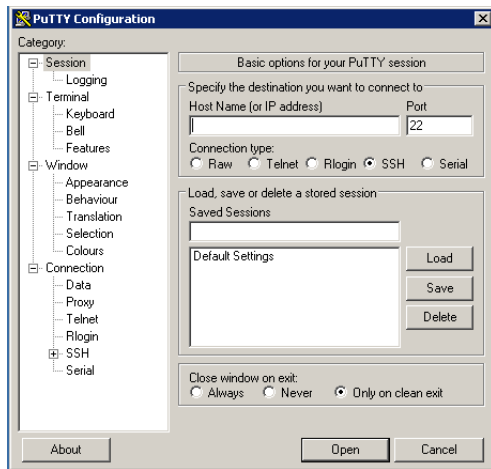 PuTTY Configuration
Category:
Session
Logging
Terminal
Keyboard
Bell
Features
Window
Appearance
Behaviour
Translation
Selection
Colours
Connection
Data
Proxy
Telnet
Rlogin
SSH
Serial
Basic options for your PuTTY session
Specify the destination you want to connect to
Host Name (or IP address) Port
22
Connection type:
Raw Telnet Rlogin SSH Serial
Load, save or delete a stored session
Saved Sessions
Default Settings
Load
Save
Delete
Close window on exit:
Always Never Only on clean exit
About Open Cancel